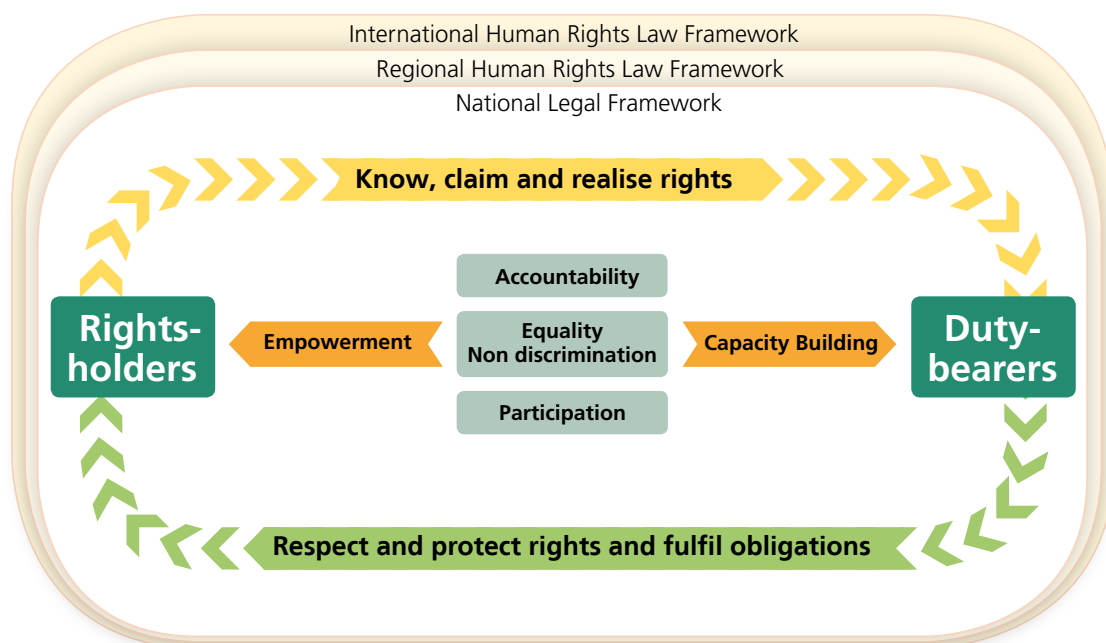 International Human Rights Law Framework
Regional Human Rights Law Framework
National Legal Framework
Know, claim and realise rights
Accountability
Rights-
holders
Empowerment
Equality
Non discrimination
Capacity Building
Duty-
bearers
Participation
Respect and protect rights and fulfil obligations